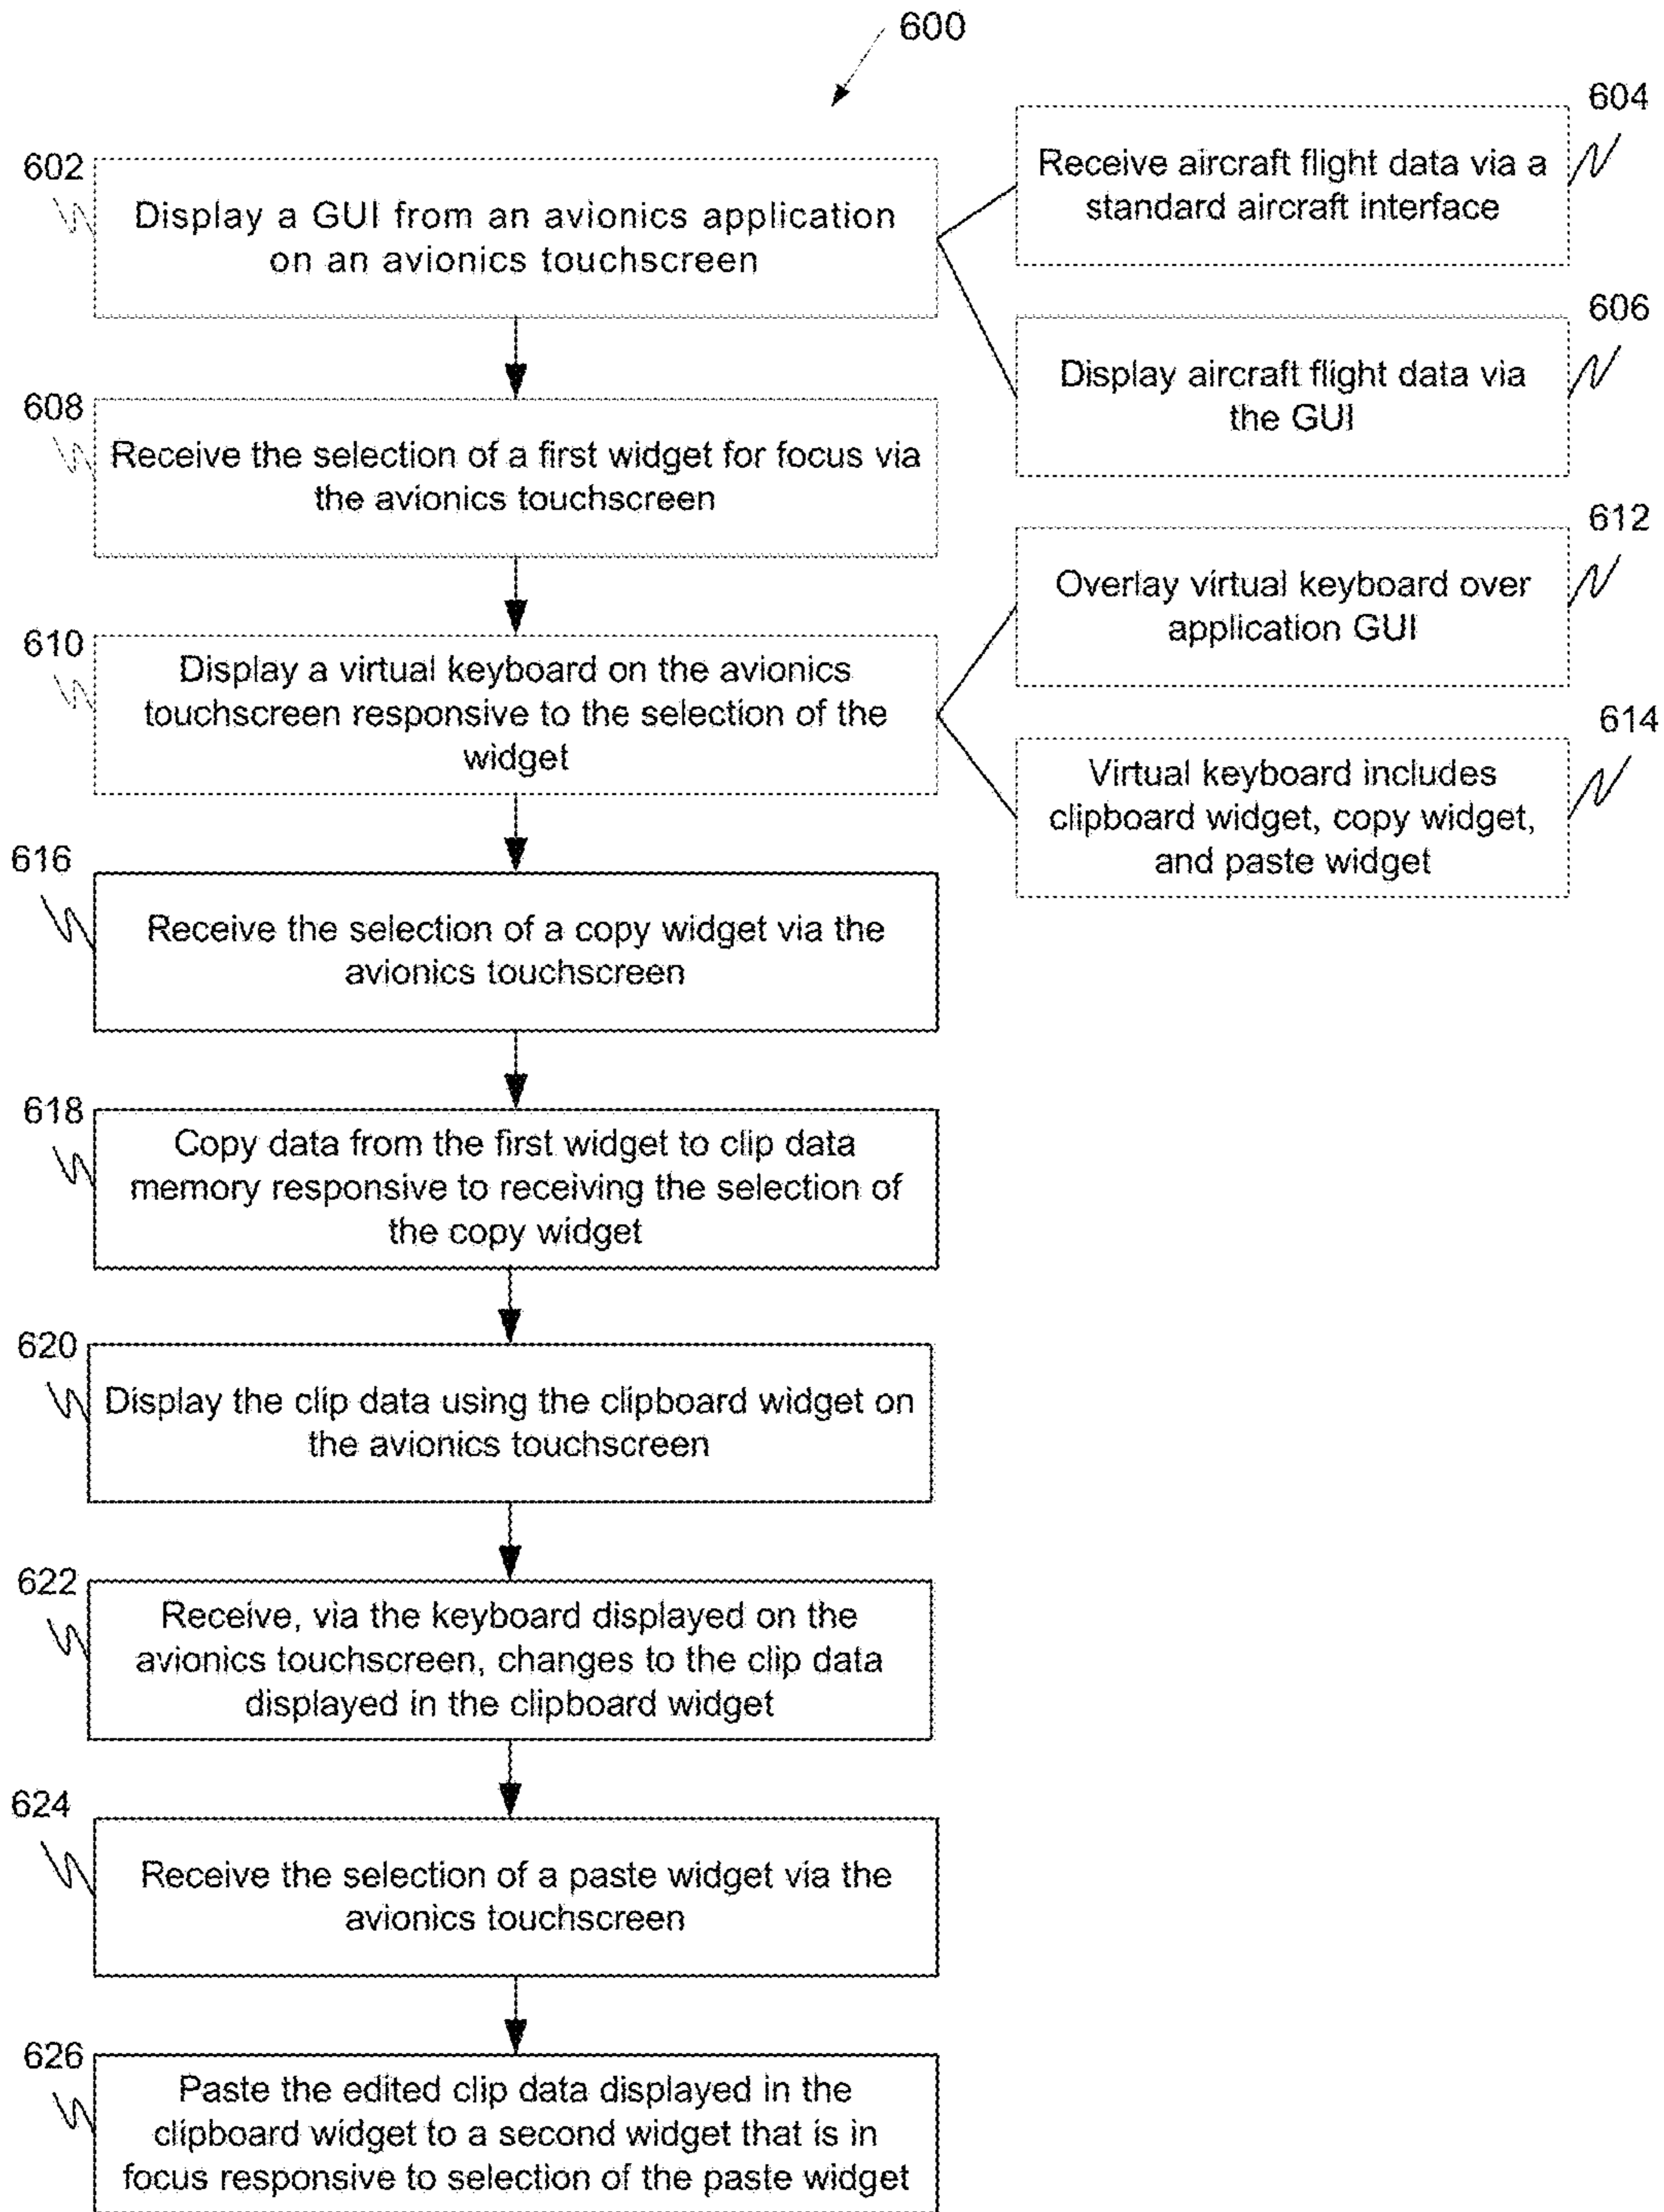 600
602
Display a GUI from an avionics application
on an avionics touchscreen
604
Receive aircraft flight data via a
standard aircraft interface
606
Display aircraft flight data via
the GUI
608
Receive the selection of a first widget for focus via
the avionics touchscreen
610
Display a virtual keyboard on the avionics
touchscreen responsive to the selection of the
widget
612
Overlay virtual keyboard over
application GUI
614
Virtual keyboard includes
clipboard widget, copy widget,
and paste widget
616
Receive the selection of a copy widget via the
avionics touchscreen
618
Copy data from the first widget to clip data
memory responsive to receiving the selection of
the copy widget
620
Display the clip data using the clipboard widget on
the avionics touchscreen
622
Receive, via the keyboard displayed on the
avionics touchscreen, changes to the clip data
displayed in the clipboard widget
624
Receive the selection of a paste widget via the
avionics touchscreen
626
Paste the edited clip data displayed in the
clipboard widget to a second widget that is in
focus responsive to selection of the paste widget